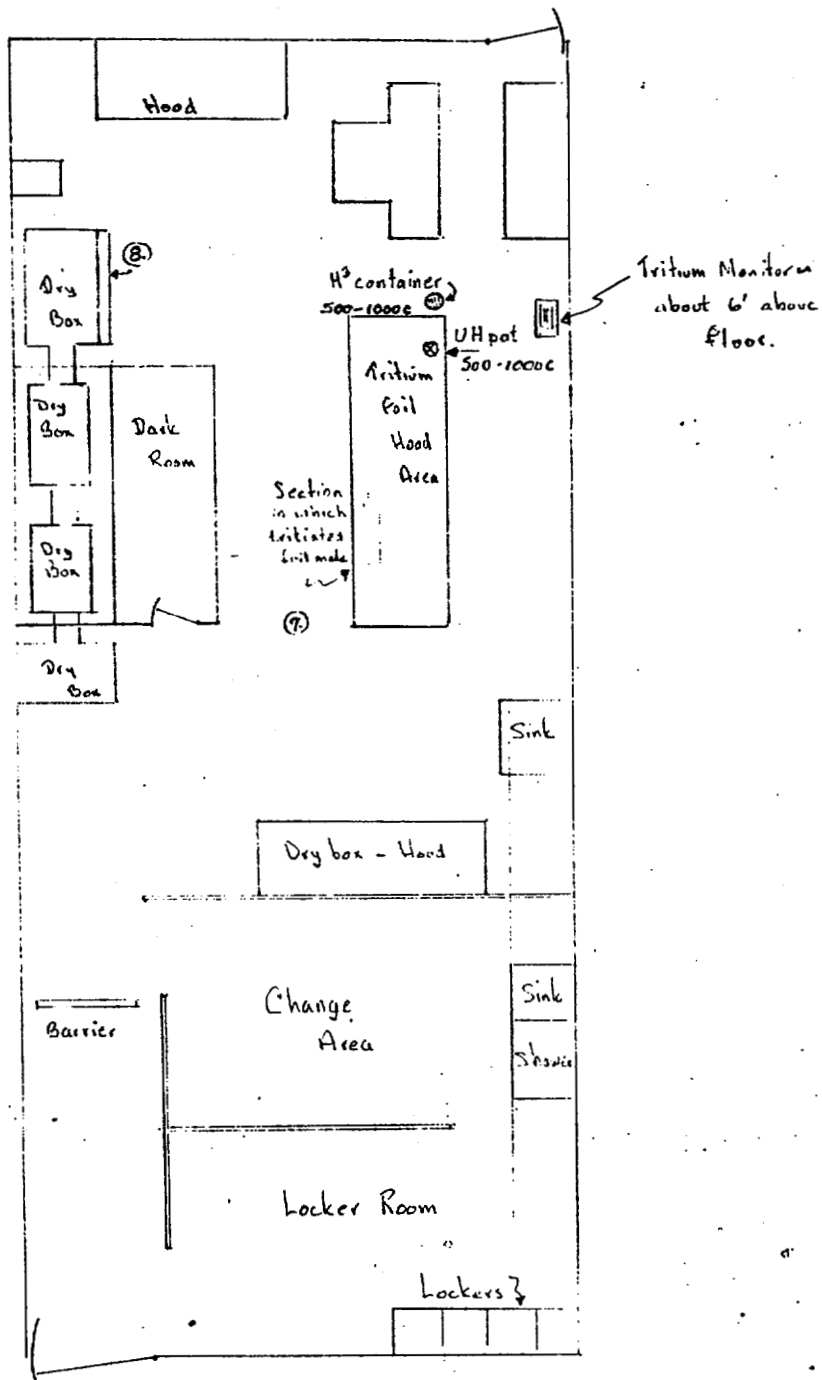 Hood
(8.)
Dry
Box
H³ container
500-1000c
Tritium Monitor
about 6' above
floor.
UH pot
500-1000c
Tritium
Foil
Hood
Area
Dry
Box
Dark
Room
Section
in which
foil made
Dry
Box
(7.)
Dry
Box
Sink
Dry box - Hood
Change
Area
Sink
Shower
Barrier
Locker Room
Lockers